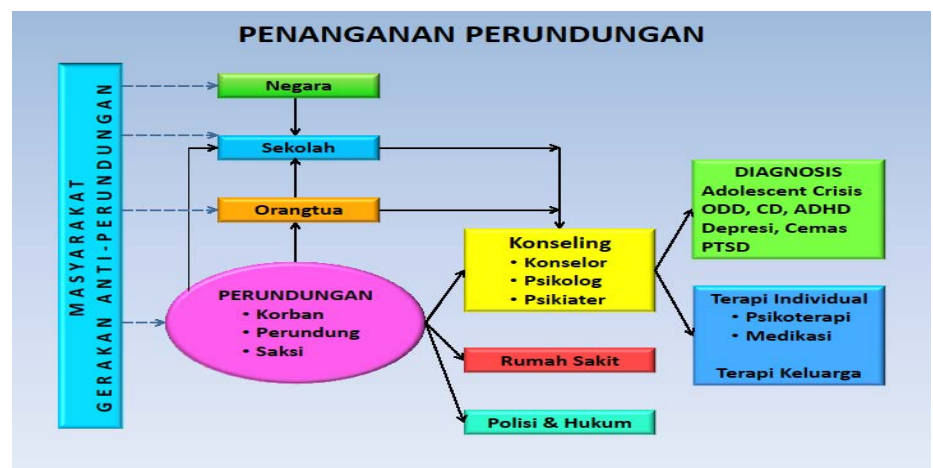 PENANGANAN PERUNDUNGAN
MASYARAKAT
GERAKAN ANTI-PERUNDUNGAN
Negara
Sekolah
Orangtua
PERUNDUNGAN
• Korban
• Perundung
• Saksi
Konseling
• Konselor
• Psikolog
• Psikiater
Rumah Sakit
Polisi & Hukum
DIAGNOSIS
Adolescent Crisis
ODD, CD, ADHD
Depresi, Cemas
PTSD
Terapi Individual
• Psikoterapi
• Medikasi
Terapi Keluarga